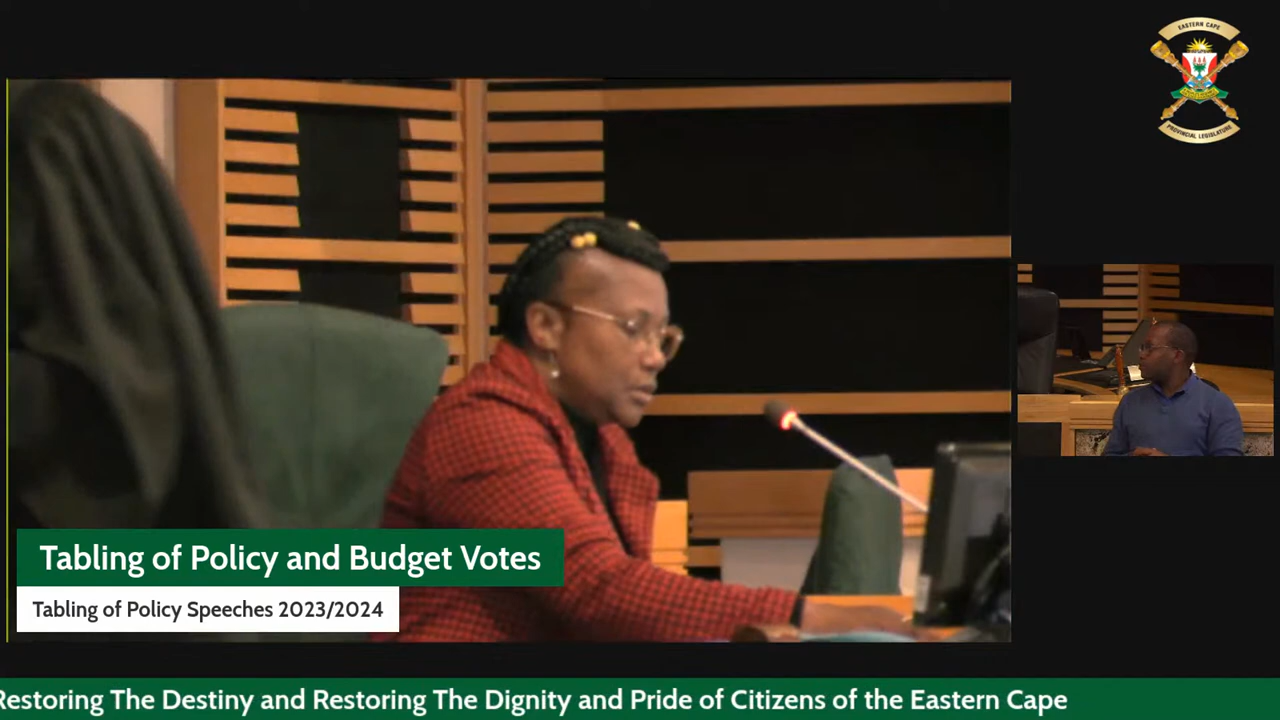 EASTERN CAPE
PROVINCIAL LEGISLATURE
Tabling of Policy and Budget Votes
Tabling of Policy Speeches 2023/2024
Restoring The Destiny and Restoring The Dignity and Pride of Citizens of the Eastern Cape